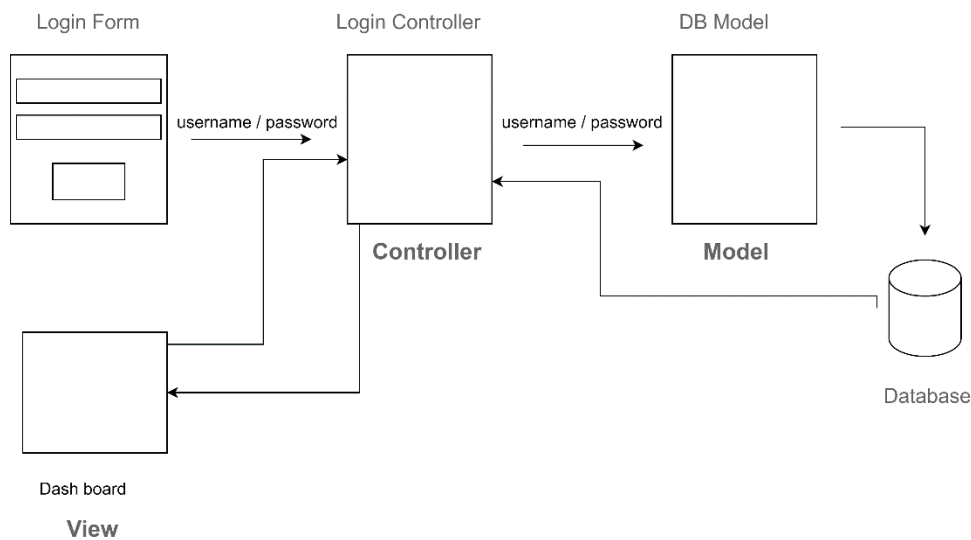 Login Form
Login Controller
DB Model
username / password
username / password
Controller
Model
Database
Dash board
View